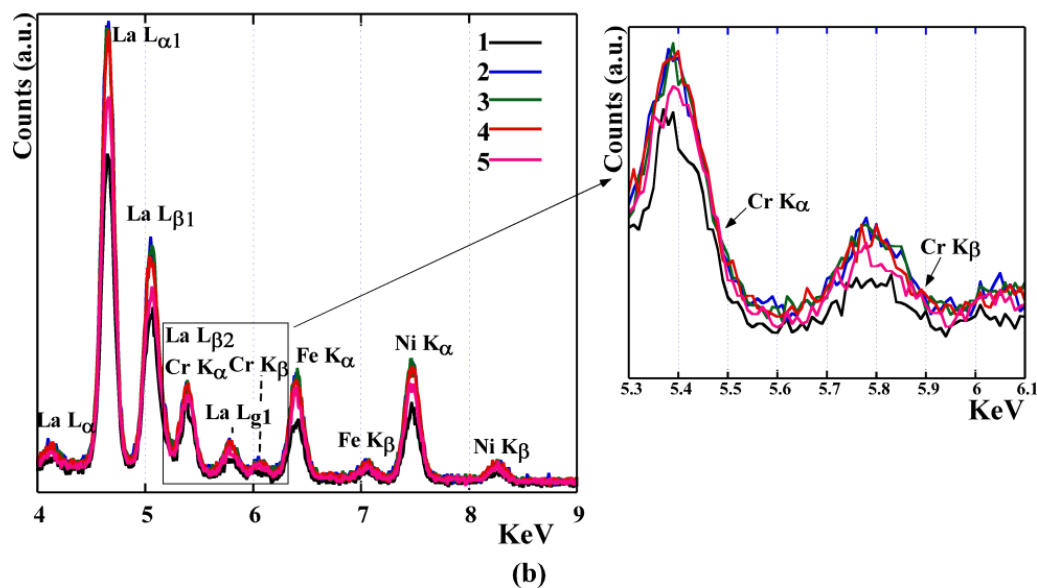 Counts (a.u.)
La Lα1
La Lβ1
La Lβ2
Cr Kα
Cr Kβ
La Lg1
La Lα
Fe Kα
Fe Kβ
Ni Kα
Ni Kβ
1
2
3
4
5
4 5 6 7 8 9
KeV
Counts (a.u.)
Cr Kα
Cr Kβ
5.3 5.4 5.5 5.6 5.7 5.8 5.9 6 6.1
KeV
(b)